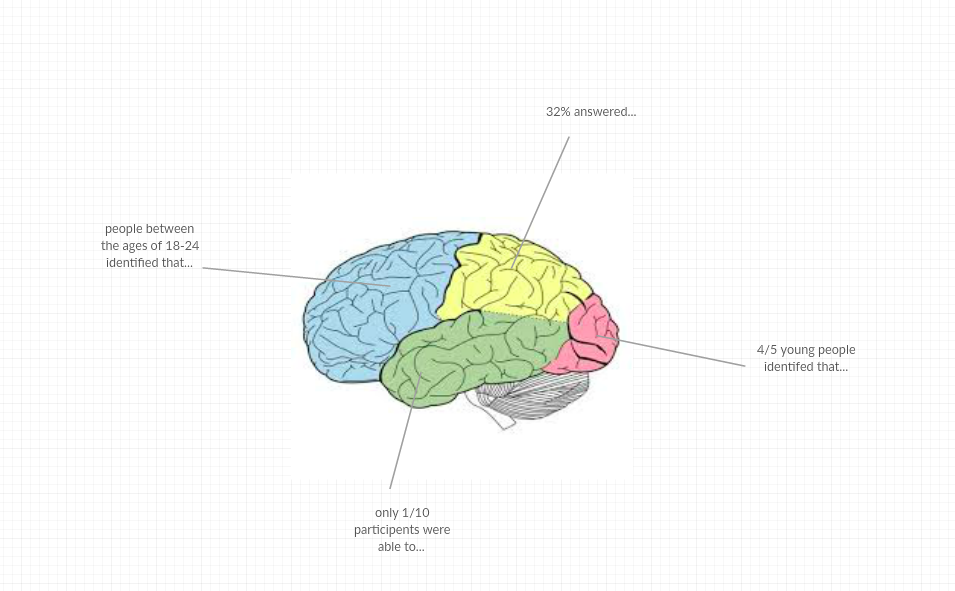 32% answered...
people between
the ages of 18-24
identified that...
4/5 young people
identifed that...
only 1/10
participants were
able to...